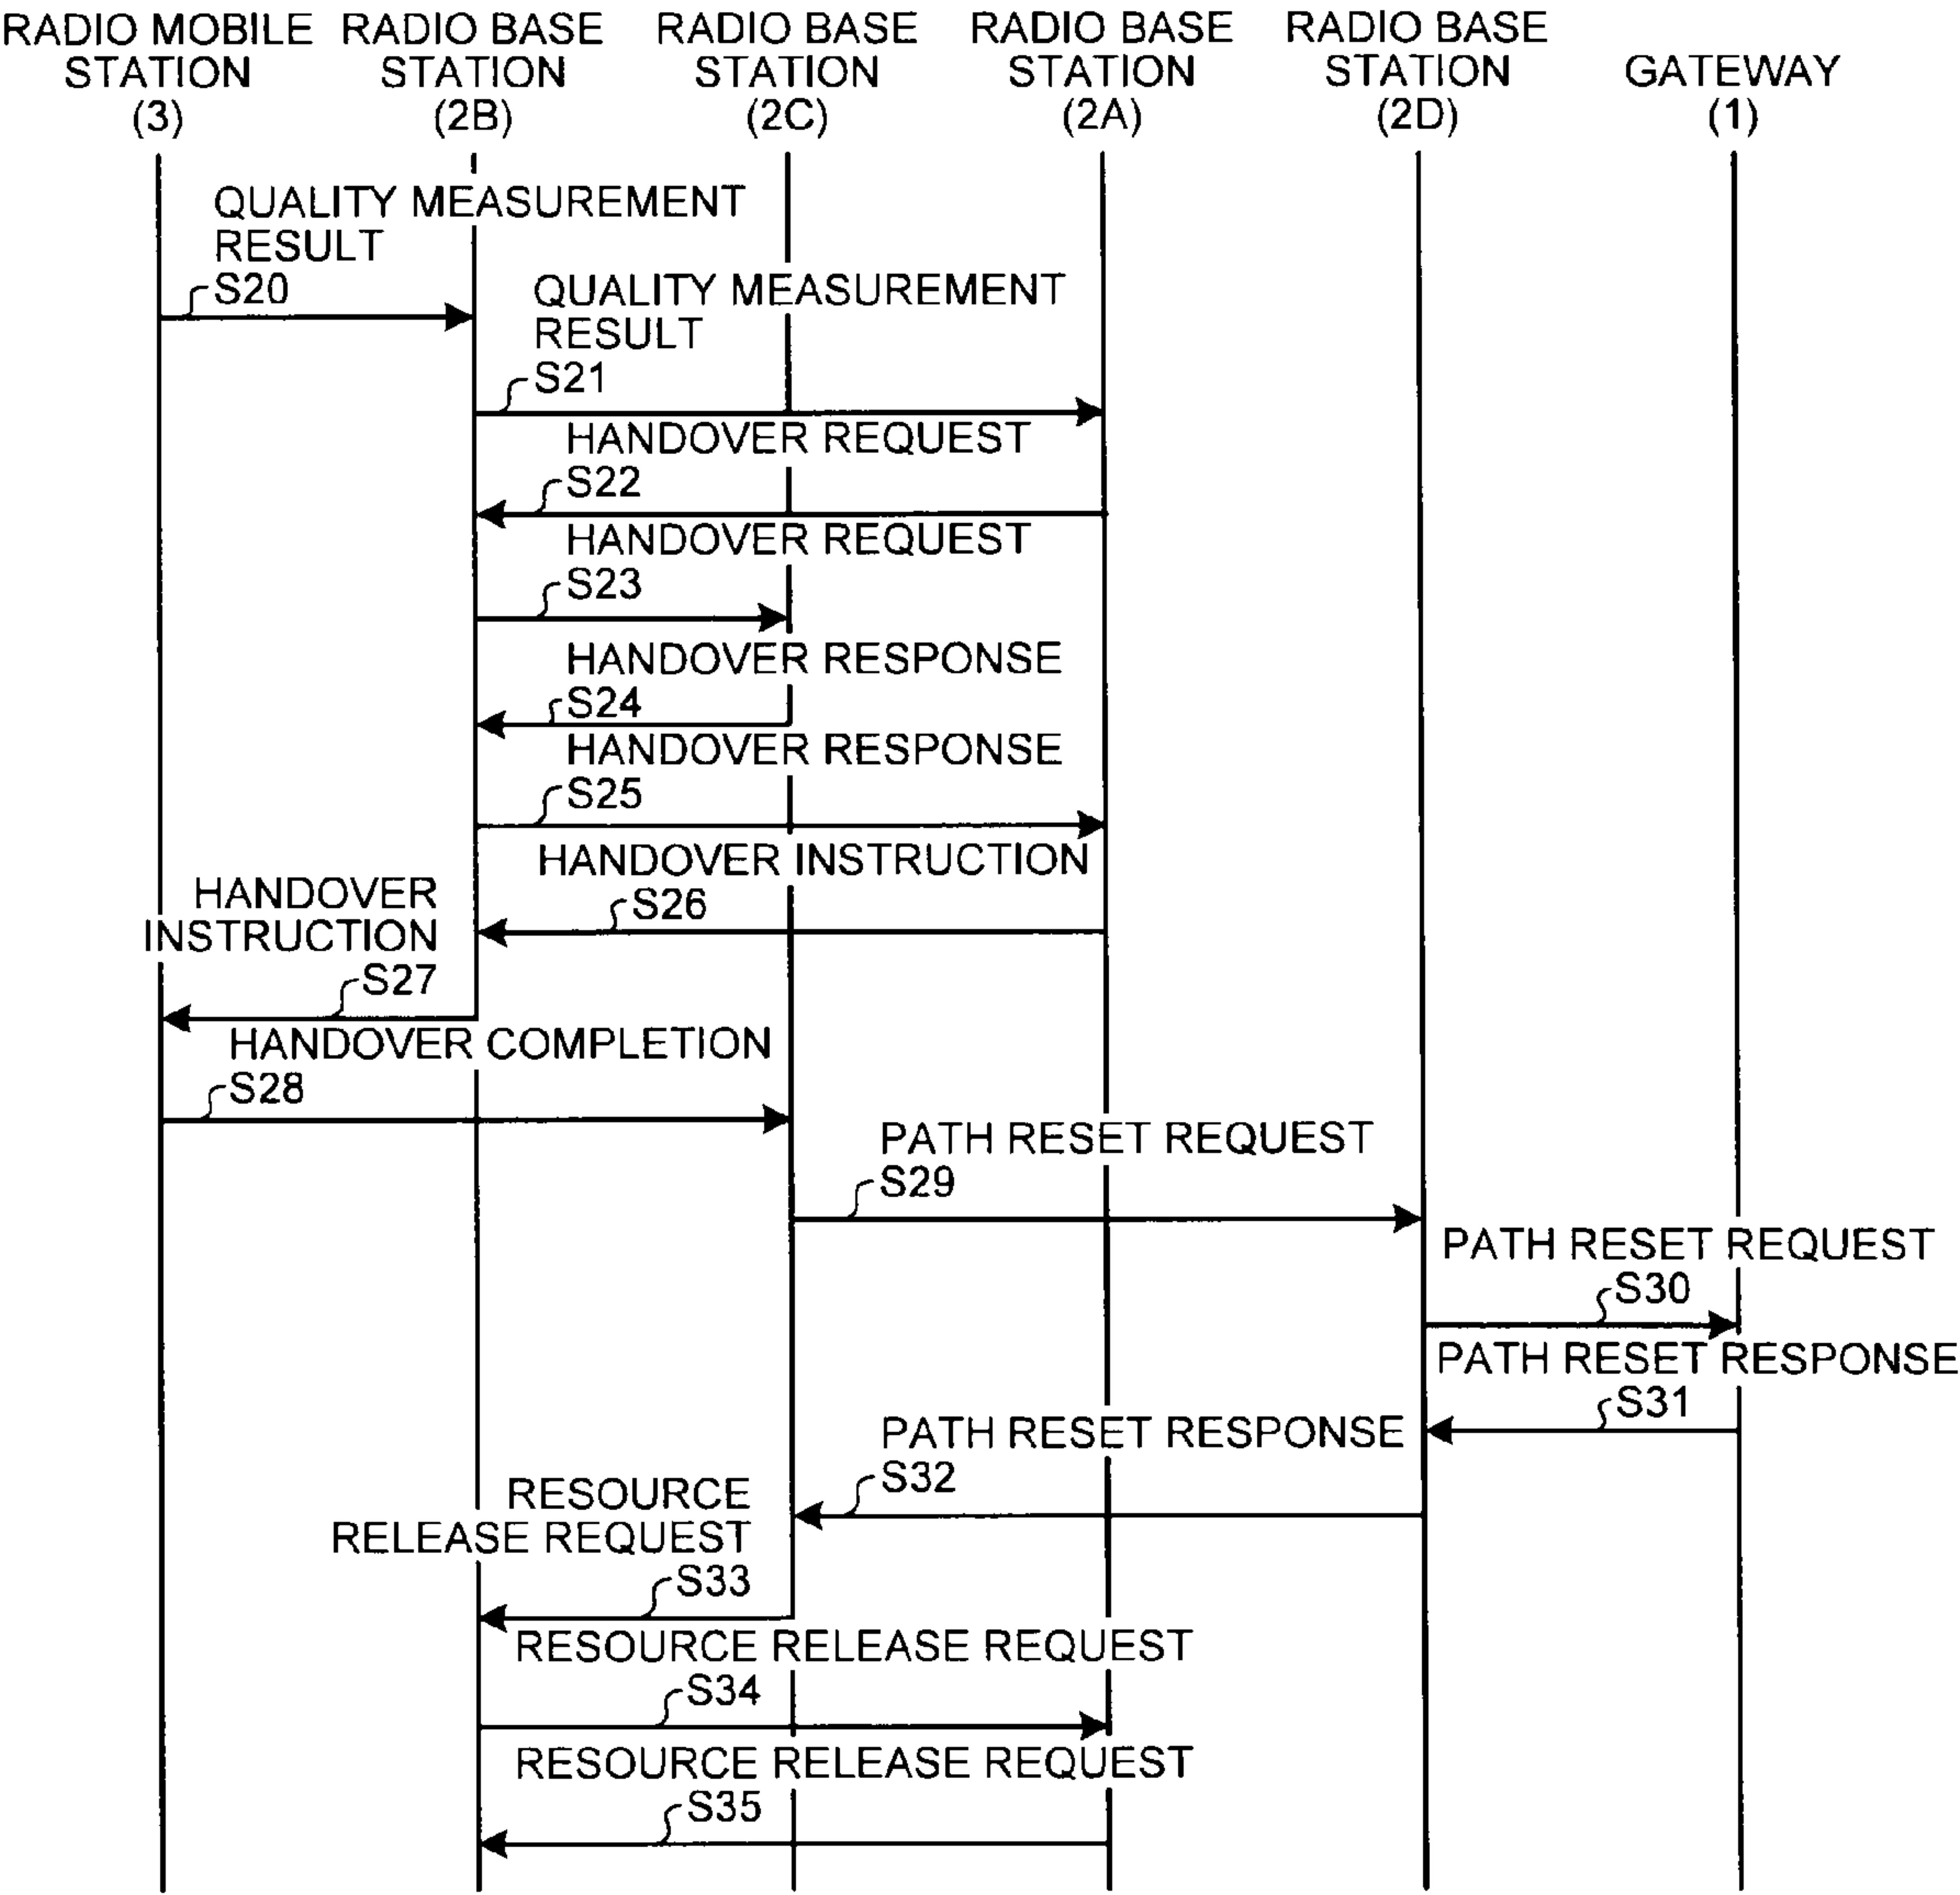 RADIO MOBILE STATION (3)
RADIO BASE STATION (2B)
RADIO BASE STATION (2C)
RADIO BASE STATION (2A)
RADIO BASE STATION (2D)
GATEWAY (1)
QUALITY MEASUREMENT
RESULT
S20
QUALITY MEASUREMENT
RESULT
S21
HANDOVER REQUEST
S22
HANDOVER REQUEST
S23
HANDOVER RESPONSE
S24
HANDOVER RESPONSE
S25
HANDOVER INSTRUCTION
S26
HANDOVER
INSTRUCTION
S27
HANDOVER COMPLETION
S28
PATH RESET REQUEST
S29
PATH RESET REQUEST
S30
PATH RESET RESPONSE
S31
PATH RESET RESPONSE
S32
RESOURCE
RELEASE REQUEST
S33
RESOURCE RELEASE REQUEST
S34
RESOURCE RELEASE REQUEST
S35